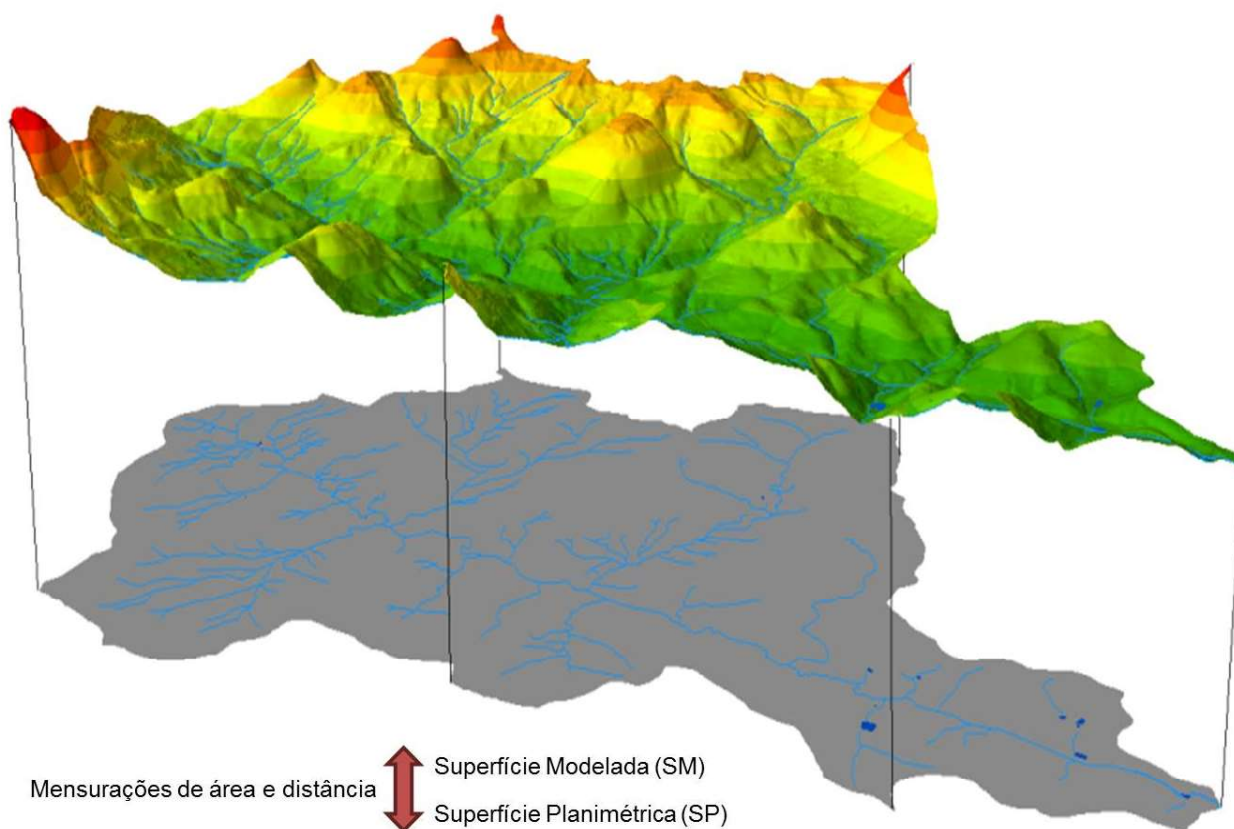 Superfície Modelada (SM)
Mensurações de área e distância
Superfície Planimétrica (SP)